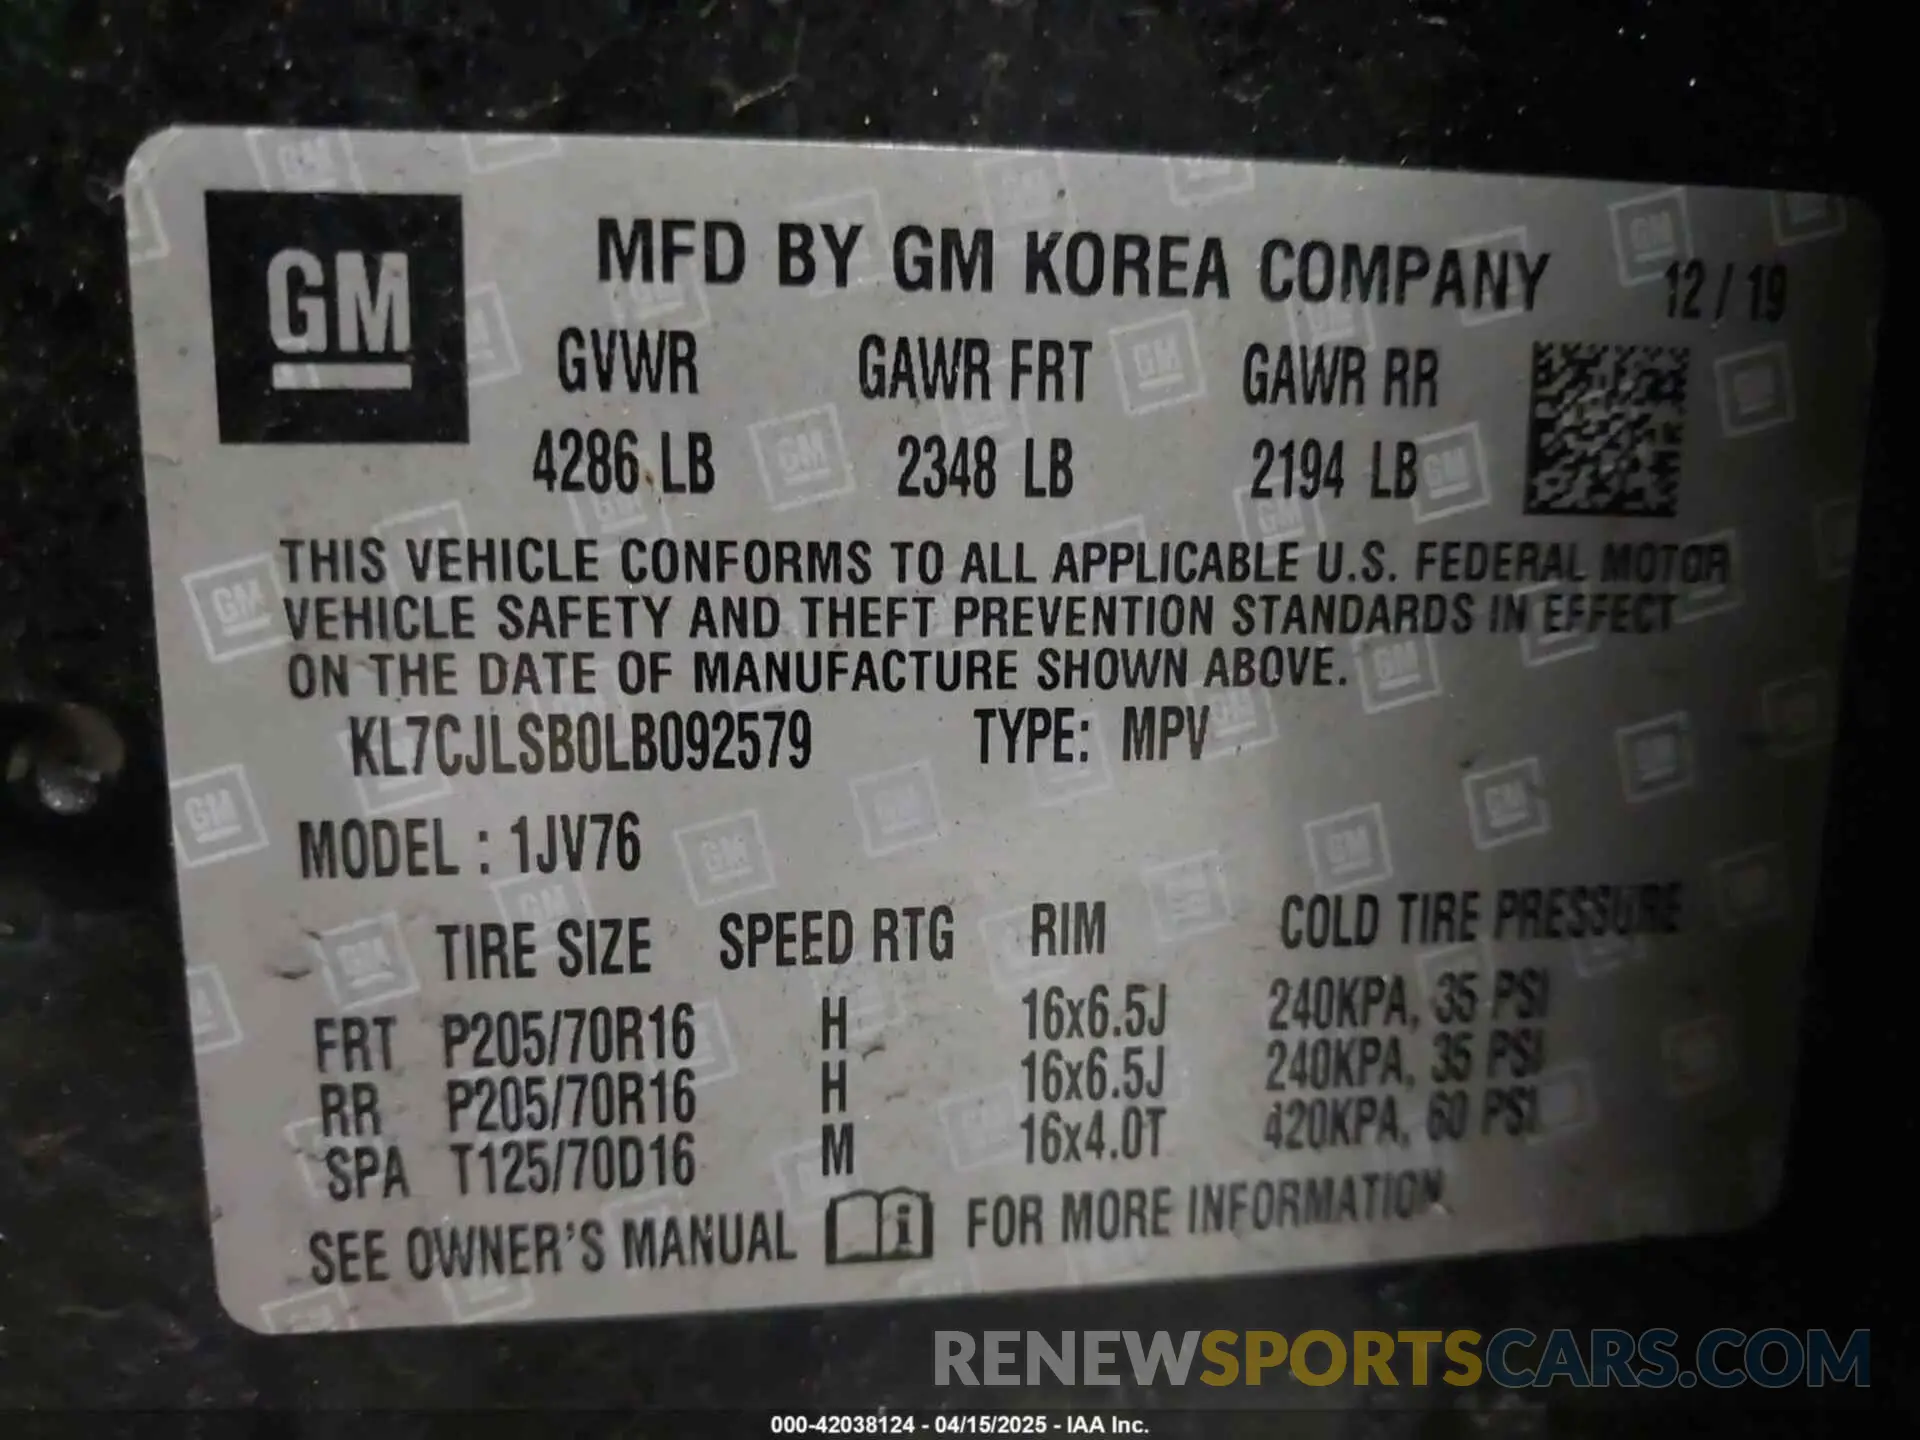 GM
MFD BY GM KOREA COMPANY 12 / 19
GVWR GAWR FRT GAWR RR
4286 LB 2348 LB 2194 LB
THIS VEHICLE CONFORMS TO ALL APPLICABLE U.S. FEDERAL MOTOR
VEHICLE SAFETY AND THEFT PREVENTION STANDARDS IN EFFECT
ON THE DATE OF MANUFACTURE SHOWN ABOVE.
KL7CJLSB0LB092579 TYPE: MPV
MODEL : 1JV76
TIRE SIZE SPEED RTG RIM COLD TIRE PRESSURE
FRT P205/70R16 H 16x6.5J 240KPA, 35 PSI
RR P205/70R16 H 16x6.5J 240KPA, 35 PSI
SPA T125/70D16 M 16x4.0T 420KPA, 60 PSI
SEE OWNER'S MANUAL i FOR MORE INFORMATION
RENEWSPORTSCARS.COM
000-42038124 - 04/15/2025 - IAA Inc.